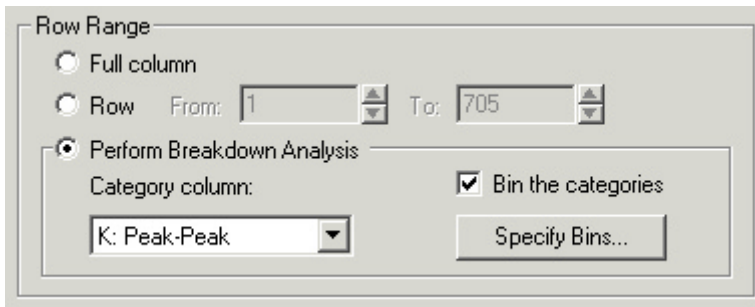 Row Range
Full column
Row From: 1 To: 705
Perform Breakdown Analysis
Category column: Bin the categories
K: Peak-Peak Specify Bins...